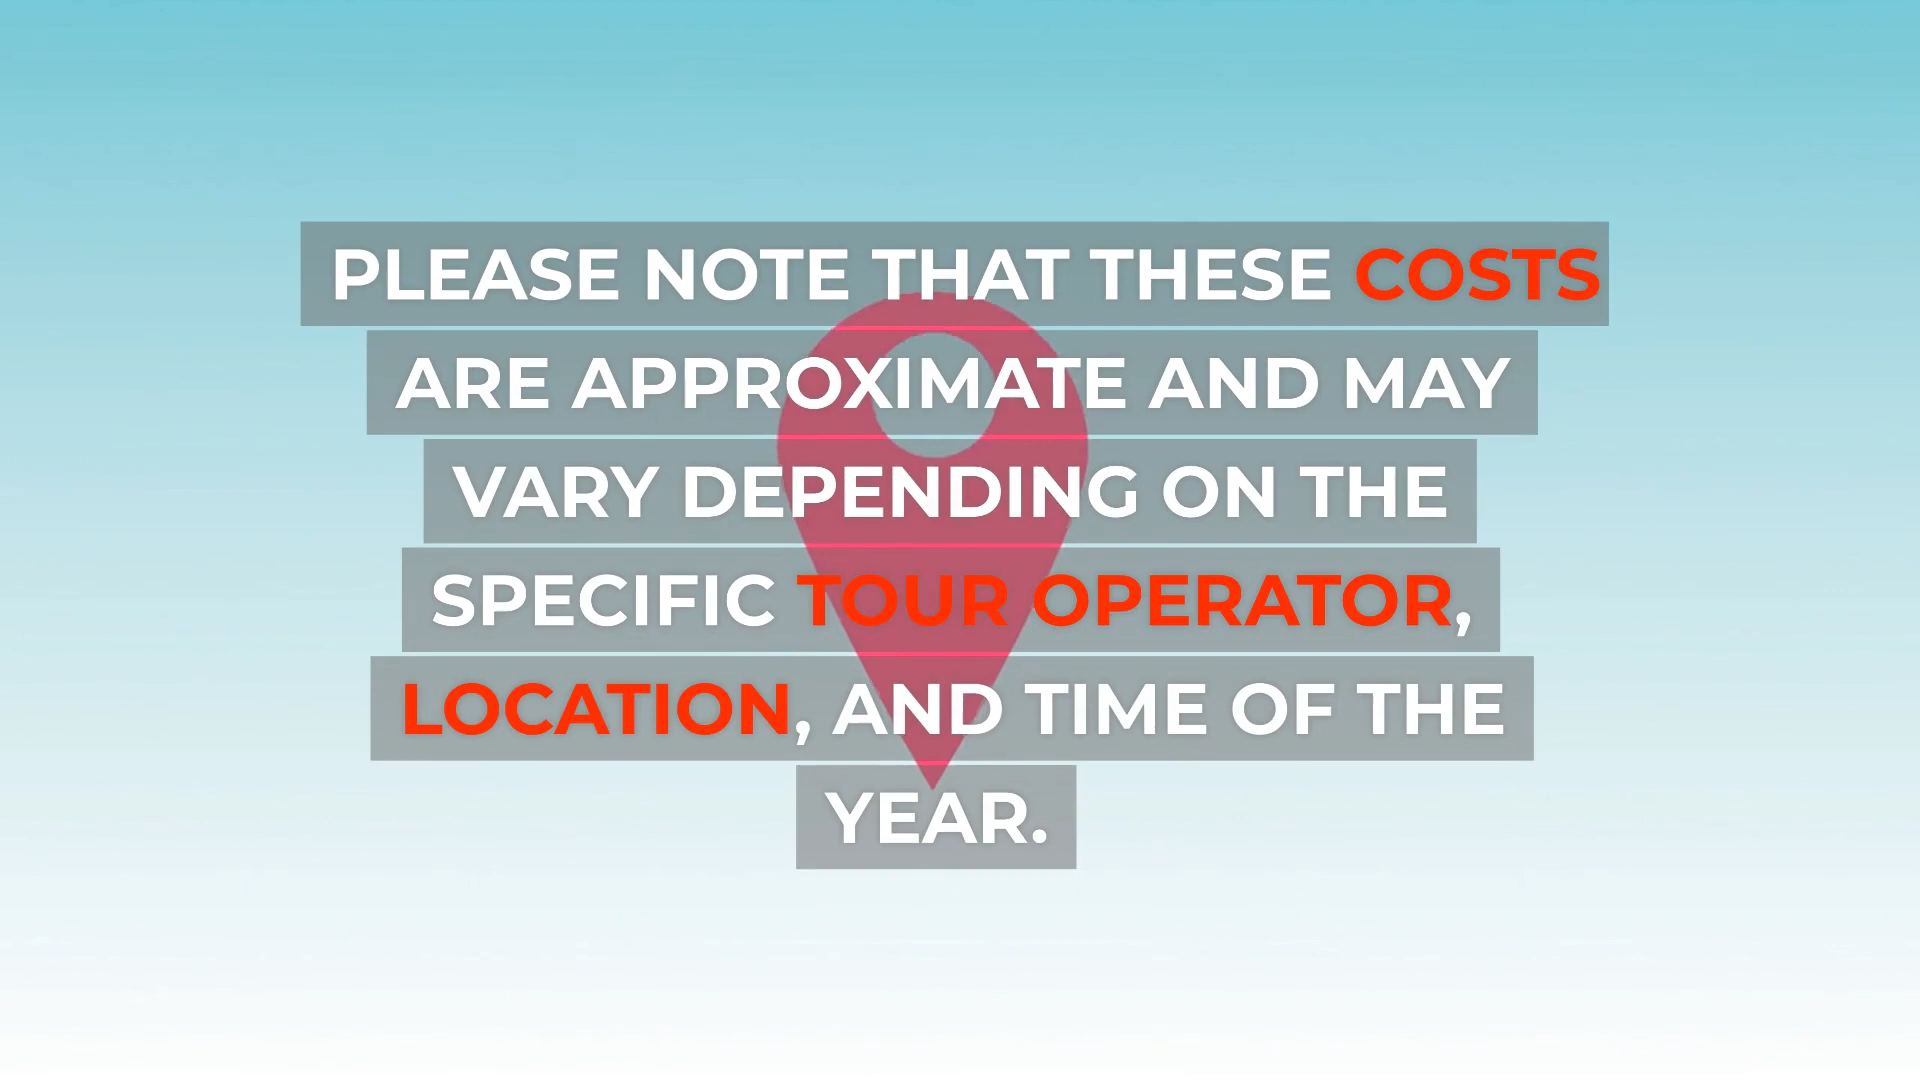 PLEASE NOTE THAT THESE COSTS
ARE APPROXIMATE AND MAY
VARY DEPENDING ON THE
SPECIFIC TOUR OPERATOR,
LOCATION, AND TIME OF THE
YEAR.